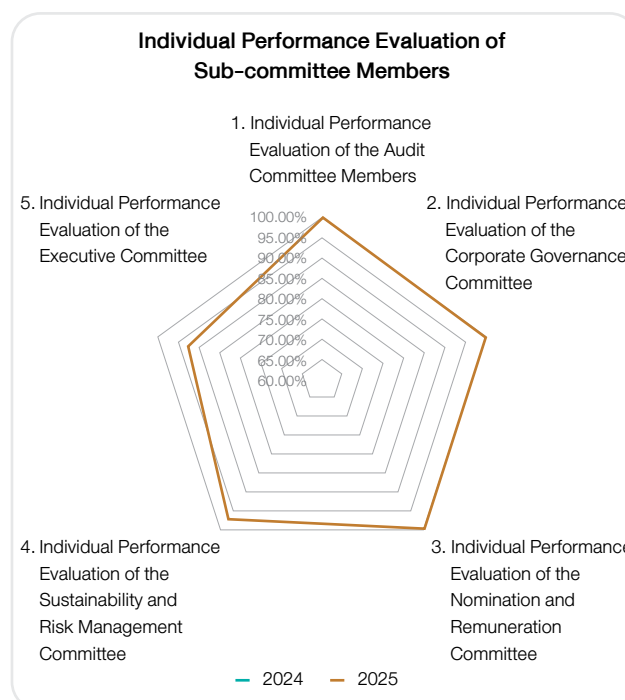 Individual Performance Evaluation of
Sub-committee Members
1. Individual Performance
Evaluation of the Audit
Committee Members
5. Individual Performance
Evaluation of the
Executive Committee
2. Individual Performance
Evaluation of the
Corporate Governance
Committee
100.00%
95.00%
90.00%
85.00%
80.00%
75.00%
70.00%
65.00%
60.00%
4. Individual Performance
Evaluation of the
Sustainability and
Risk Management
Committee
3. Individual Performance
Evaluation of the
Nomination and
Remuneration
Committee
2024 2025